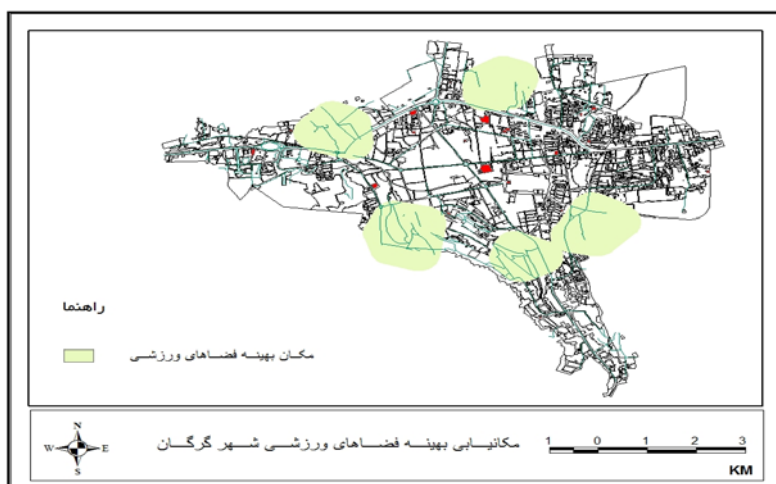 راهنما
مکان بهینه فضاهای ورزشی
N
W E
S
مکانیابی بهینه فضاهای ورزشی شهر گرگان
1 0 1 2 3
KM